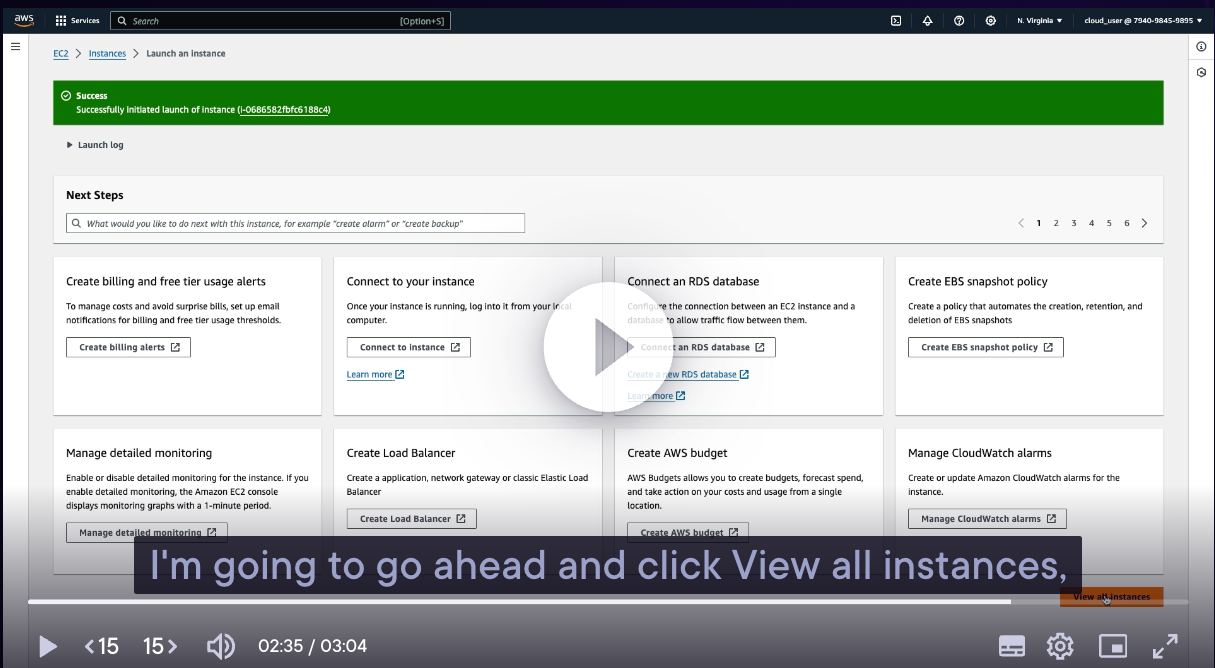 aws
Services
Search
[Option+S]
N. Virginia
cloud_user @ 7940-9845-9895
EC2 > Instances > Launch an instance
Success
Successfully initiated launch of instance (i-0686582fbfc6188c4)
Launch log
Next Steps
What would you like to do next with this instance, for example "create alarm" or "create backup"
1 2 3 4 5 6
Create billing and free tier usage alerts
To manage costs and avoid surprise bills, set up email
notifications for billing and free tier usage thresholds.
Create billing alerts
Connect to your instance
Once your instance is running, log into it from your local
computer.
Connect to instance
Learn more
Connect an RDS database
Configure the connection between an EC2 instance and a
database to allow traffic flow between them.
Connect an RDS database
Create a new RDS database
Learn more
Create EBS snapshot policy
Create a policy that automates the creation, retention, and
deletion of EBS snapshots
Create EBS snapshot policy
Manage detailed monitoring
Enable or disable detailed monitoring for the instance. If you
enable detailed monitoring, the Amazon EC2 console
displays monitoring graphs with a 1-minute period.
Manage detailed monitoring
Create Load Balancer
Create a application, network gateway or classic Elastic Load
Balancer
Create Load Balancer
Create AWS budget
AWS Budgets allows you to create budgets, forecast spend,
and take action on your costs and usage from a single
location.
Create AWS budget
Manage CloudWatch alarms
Create or update Amazon CloudWatch alarms for the
instance.
Manage CloudWatch alarms
I'm going to go ahead and click View all instances,
View all instances
15
15
02:35 / 03:04